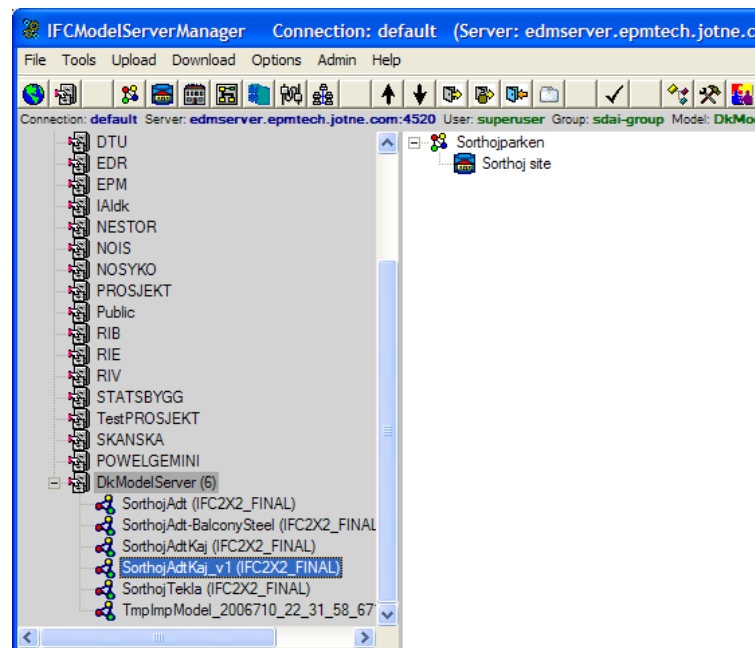 IFCModelServerManager Connection: default (Server: edmserver.epmtech.jotne.c
File Tools Upload Download Options Admin Help
Connection: default Server: edmserver.epmtech.jotne.com:4520 User: superuser Group: sdai-group Model: DkMo
DTU
EDR
EPM
IAIdk
NESTOR
NOIS
NOSYKO
PROSJEKT
Public
RIB
RIE
RIV
STATSBYGG
TestPROSJEKT
SKANSKA
POWELGEMINI
DkModelServer (6)
SorthojAdt (IFC2X2_FINAL)
SorthojAdt-BalconySteel (IFC2X2_FINAL
SorthojAdtKaj (IFC2X2_FINAL)
SorthojAdtKaj_v1 (IFC2X2_FINAL)
SorthojTekla (IFC2X2_FINAL)
TmpImpModel_2006710_22_31_58_67
Sorthojparken
Sorthoj site